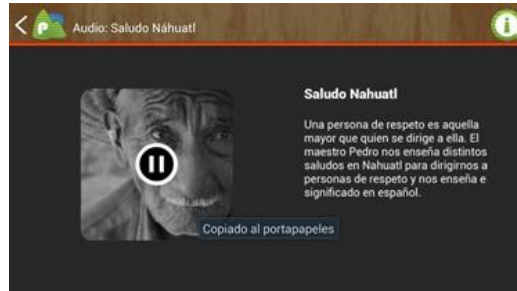 Audio: Saludo Náhuatl
Saludo Nahuatl
Una persona de respeto es aquella
mayor que quien se dirige a ella. El
maestro Pedro nos enseña distintos
saludos en Nahuatl para dirigirnos a
personas de respeto y nos enseña e
significado en español.
Copiado al portapapeles